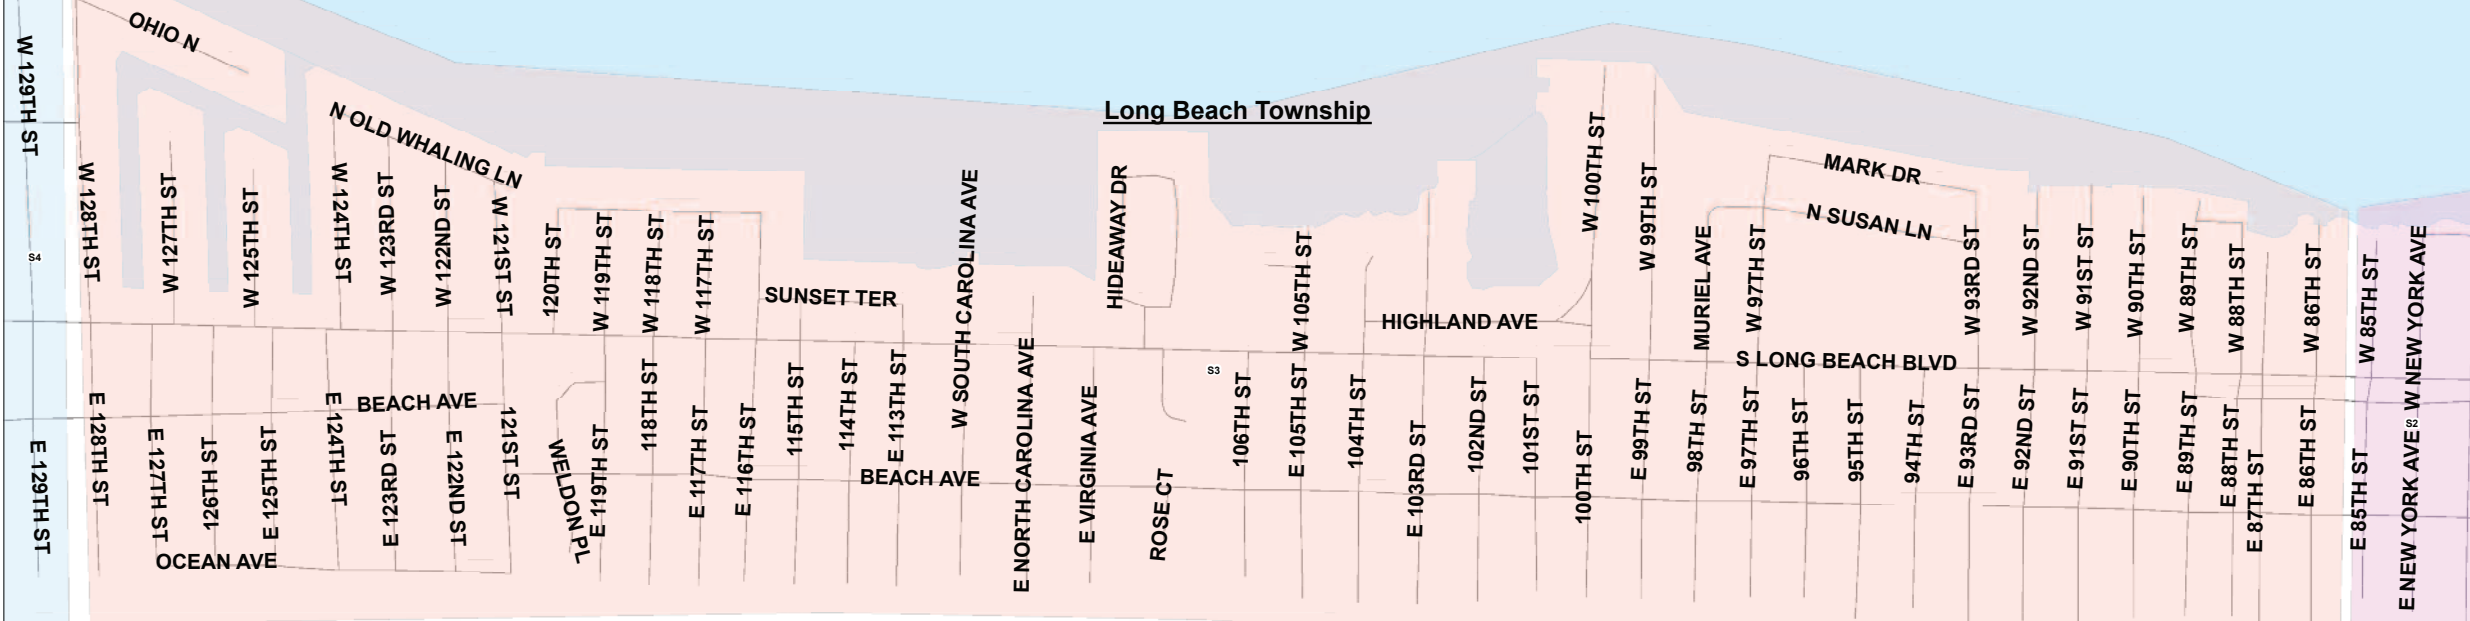 OHIO N
W 129TH ST
Long Beach Township
N OLD WHALING LN
W 128TH ST
W 127TH ST
W 125TH ST
W 124TH ST
W 123RD ST
W 122ND ST
W 121ST ST
120TH ST
W 119TH ST
W 118TH ST
W 117TH ST
SUNSET TER
W SOUTH CAROLINA AVE
HIDEAWAY DR
W 105TH ST
HIGHLAND AVE
W 100TH ST
W 99TH ST
MURIEL AVE
W 97TH ST
MARK DR
N SUSAN LN
W 93RD ST
W 92ND ST
W 91ST ST
W 90TH ST
W 89TH ST
W 88TH ST
W 86TH ST
W 85TH ST
W NEW YORK AVE
S4
S3
S2
S LONG BEACH BLVD
BEACH AVE
E 129TH ST
E 128TH ST
E 127TH ST
126TH ST
E 125TH ST
E 124TH ST
E 123RD ST
E 122ND ST
121ST ST
WELDON PL
E 119TH ST
118TH ST
E 117TH ST
E 116TH ST
115TH ST
114TH ST
E 113TH ST
BEACH AVE
E NORTH CAROLINA AVE
E VIRGINIA AVE
ROSE CT
106TH ST
E 105TH ST
104TH ST
E 103RD ST
102ND ST
101ST ST
100TH ST
E 99TH ST
98TH ST
E 97TH ST
96TH ST
95TH ST
94TH ST
E 93RD ST
E 92ND ST
E 91ST ST
E 90TH ST
E 89TH ST
E 88TH ST
E 87TH ST
E 86TH ST
E 85TH ST
E NEW YORK AVE
OCEAN AVE